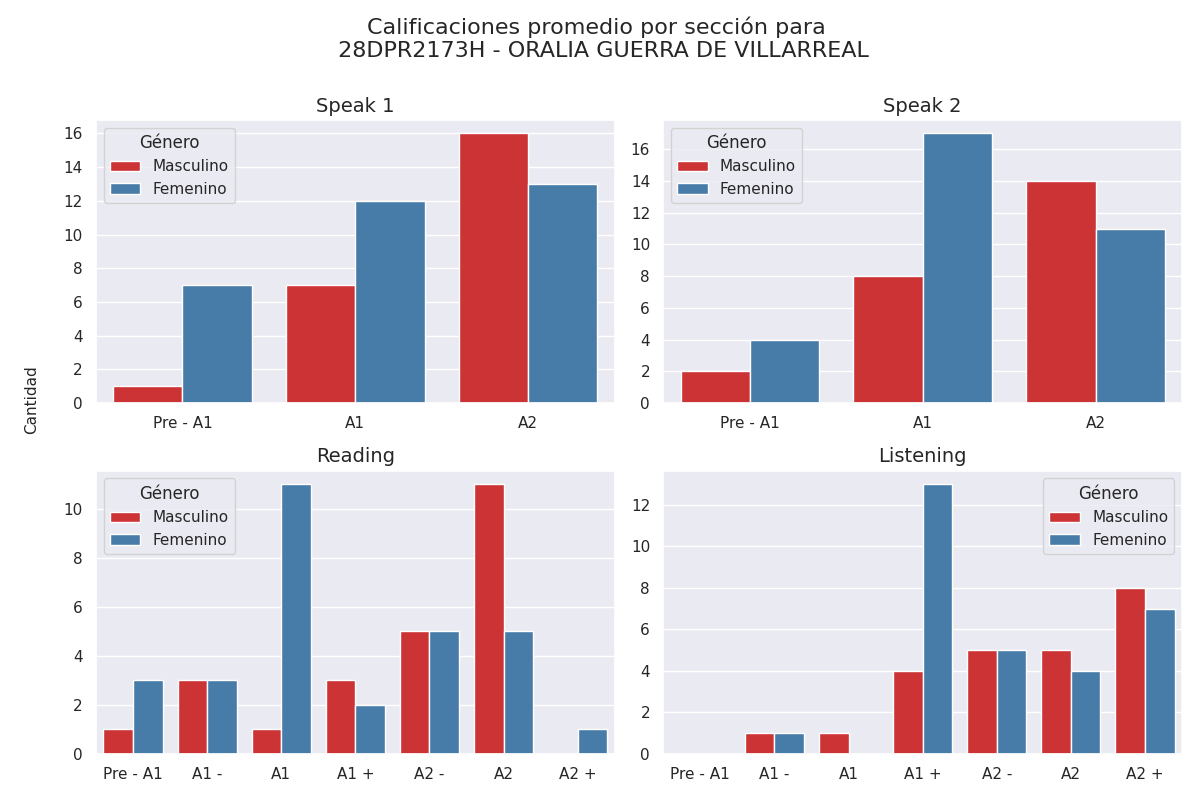 Calificaciones promedio por sección para
28DPR2173H - ORALIA GUERRA DE VILLARREAL
Cantidad
Speak 1
Género
Masculino
Femenino
16
14
12
10
8
6
4
2
0
Pre - A1 A1 A2
Speak 2
Género
Masculino
Femenino
16
14
12
10
8
6
4
2
0
Pre - A1 A1 A2
Reading
Género
Masculino
Femenino
10
8
6
4
2
0
Pre - A1 A1 - A1 A1 + A2 - A2 A2 +
Listening
Género
Masculino
Femenino
12
10
8
6
4
2
0
Pre - A1 A1 - A1 A1 + A2 - A2 A2 +